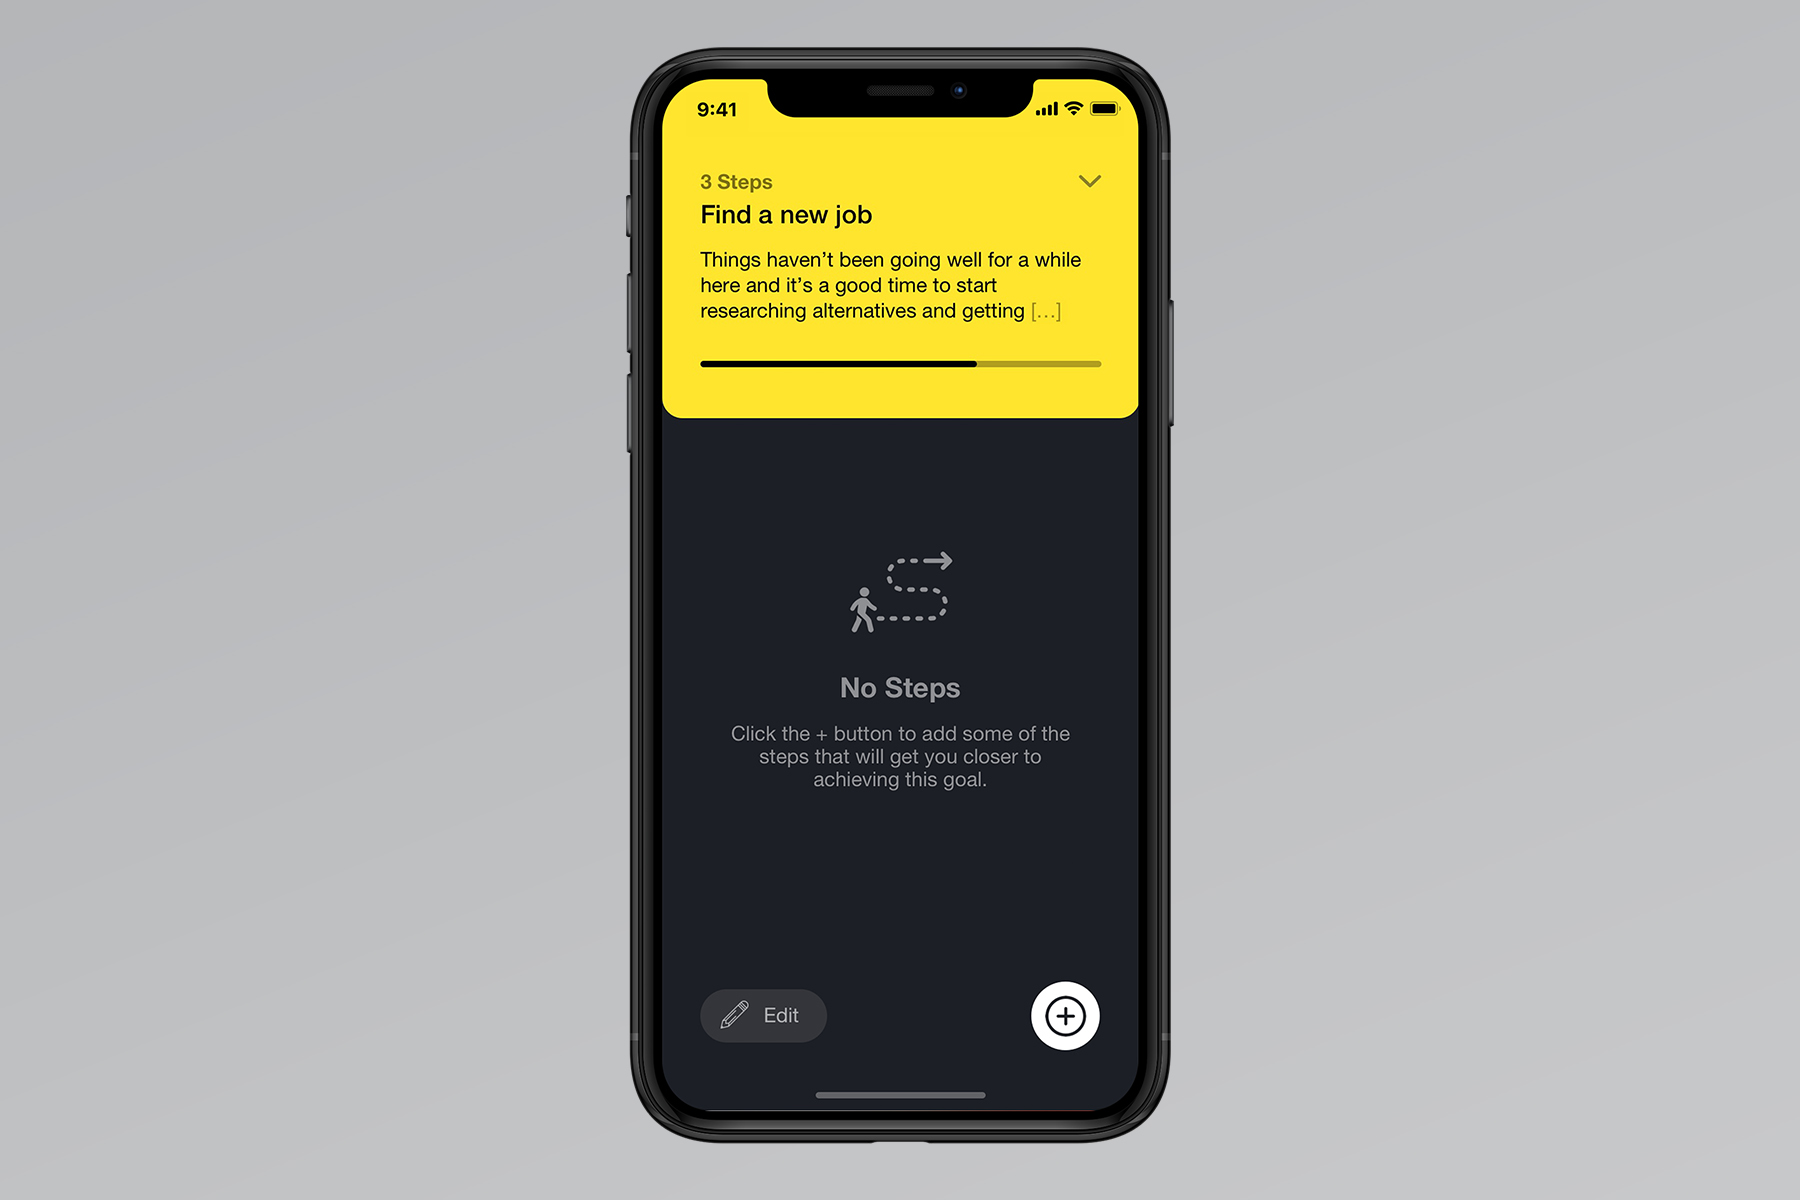 9:41
3 Steps
Find a new job
Things haven’t been going well for a while
here and it’s a good time to start
researching alternatives and getting [...]
No Steps
Click the + button to add some of the
steps that will get you closer to
achieving this goal.
Edit